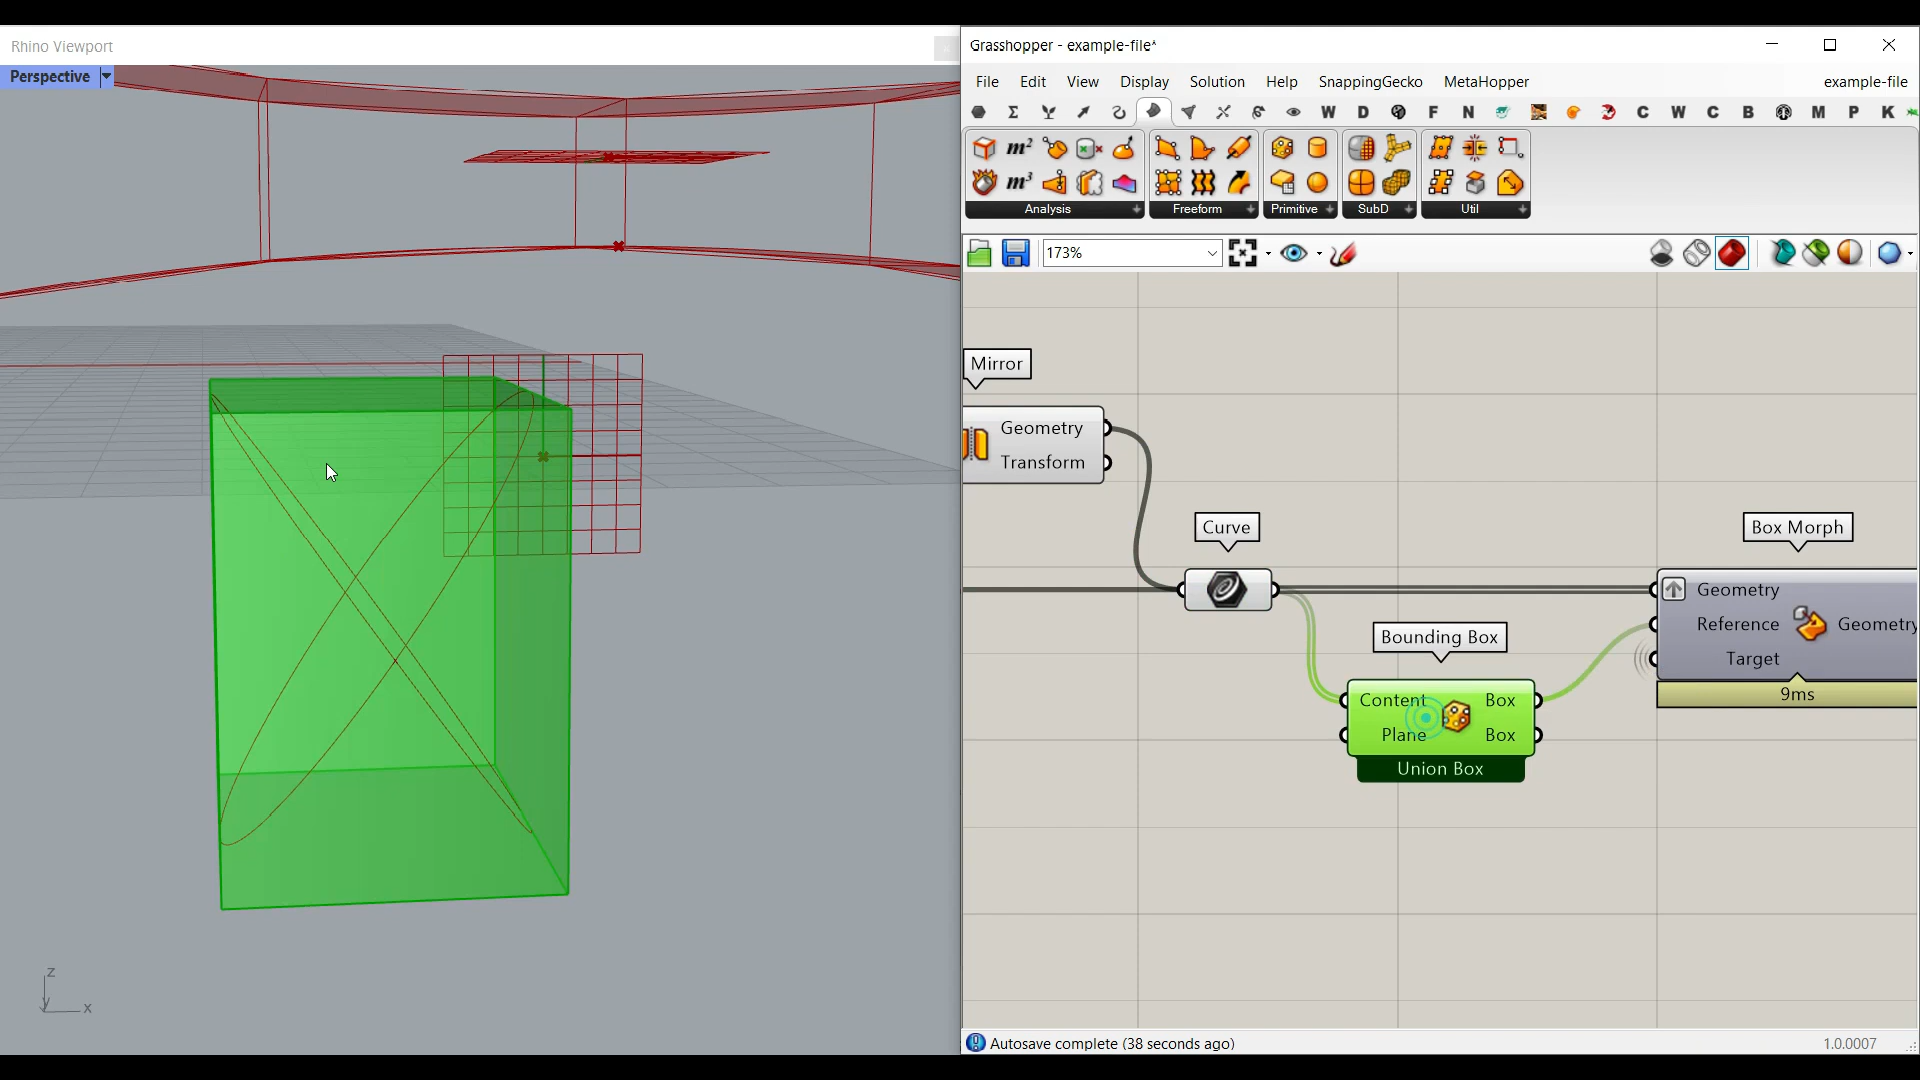 Rhino Viewport
Perspective
z
y
x
Grasshopper - example-file*
File Edit View Display Solution Help SnappingGecko MetaHopper example-file
Σ W D F N C W C B M P K
m² m³
Analysis Freeform Primitive SubD Util
173%
Mirror
Geometry
Transform
Curve
Bounding Box
Content Box
Plane Box
Union Box
Box Morph
Geometry
Reference Geometry
Target
9ms
Autosave complete (38 seconds ago)
1.0.0007